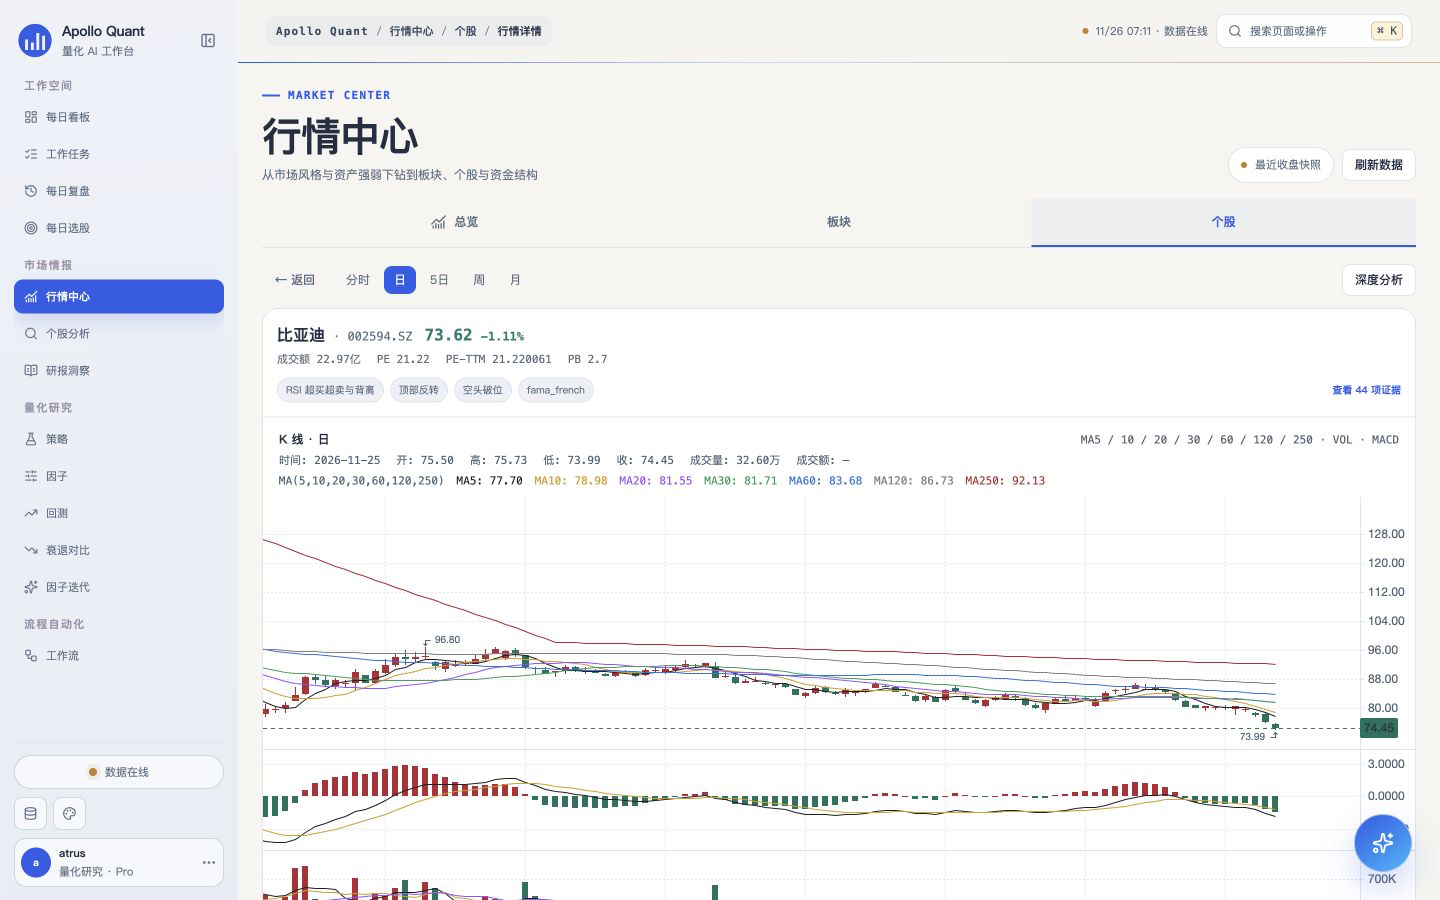 Apollo Quant
量化 AI 工作台
工作空间
每日看板
工作任务
每日复盘
每日选股
市场情报
行情中心
个股分析
研报洞察
量化研究
策略
因子
回测
衰退对比
因子迭代
流程自动化
工作流
数据在线
a
atrus
量化研究 · Pro
Apollo Quant / 行情中心 / 个股 / 行情详情
11/26 07:11 · 数据在线
搜索页面或操作
⌘ K
MARKET CENTER
行情中心
从市场风格与资产强弱下钻到板块、个股与资金结构
最近收盘快照
刷新数据
总览
板块
个股
← 返回
分时
日
5日
周
月
深度分析
比亚迪 · 002594.SZ 73.62 -1.11%
成交额 22.97亿 PE 21.22 PE-TTM 21.220061 PB 2.7
RSI 超买超卖与背离
顶部反转
空头破位
fama_french
查看 44 项证据
K 线 · 日
MA5 / 10 / 20 / 30 / 60 / 120 / 250 · VOL · MACD
时间: 2026-11-25 开: 75.50 高: 75.73 低: 73.99 收: 74.45 成交量: 32.60万 成交额: —
MA(5,10,20,30,60,120,250) MA5: 77.70 MA10: 78.98 MA20: 81.55 MA30: 81.71 MA60: 83.68 MA120: 86.73 MA250: 92.13
128.00
120.00
112.00
104.00
96.80
96.00
88.00
80.00
74.45
73.99
3.0000
0.0000
700K